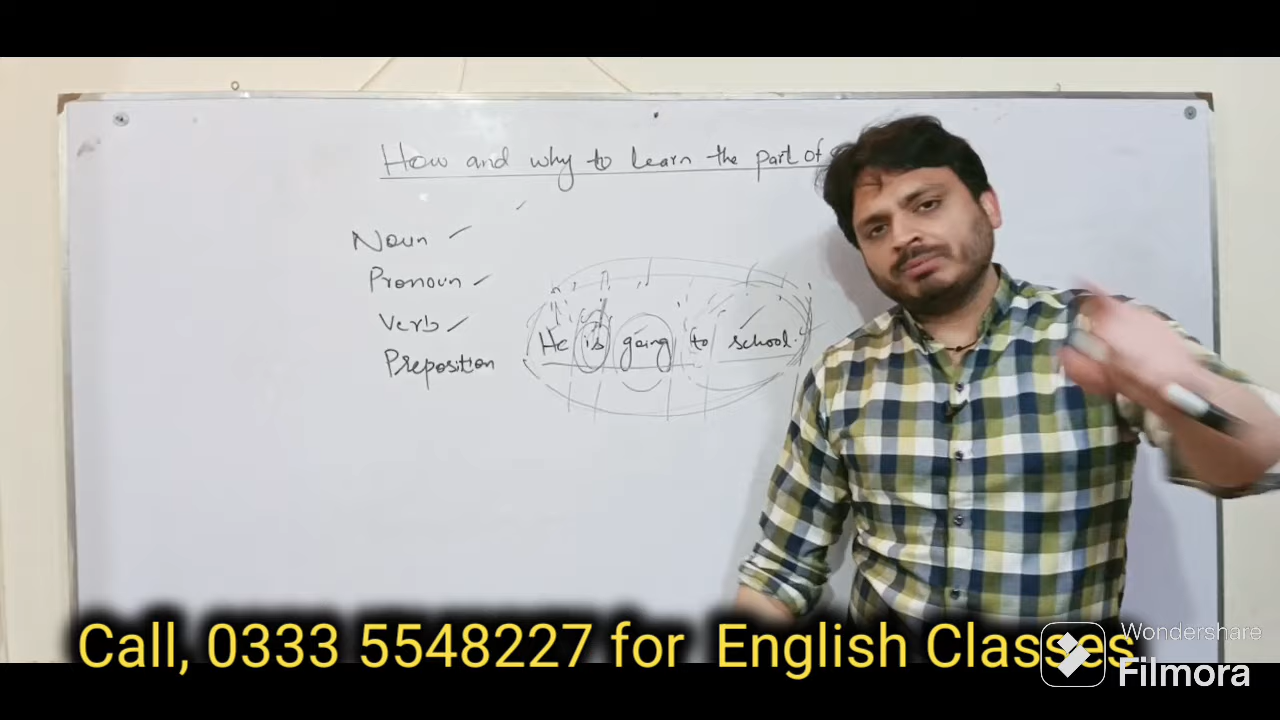 How and why to learn the part of
Noun
Pronoun
Verb
Preposition
He is going to school.
Call, 0333 5548227 for English Classes
Wondershare
Filmora